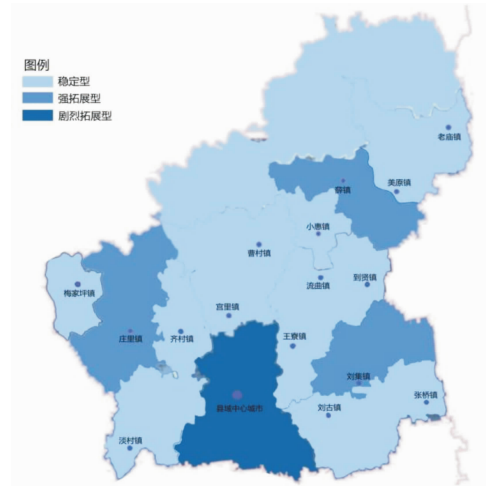 图例
稳定型
强拓展型
剧烈拓展型
老庙镇
美原镇
薛镇
小惠镇
曹村镇
流曲镇
到贤镇
梅家坪镇
宫里镇
庄里镇
齐村镇
王寮镇
刘集镇
张桥镇
县城中心城市
刘古镇
淡村镇